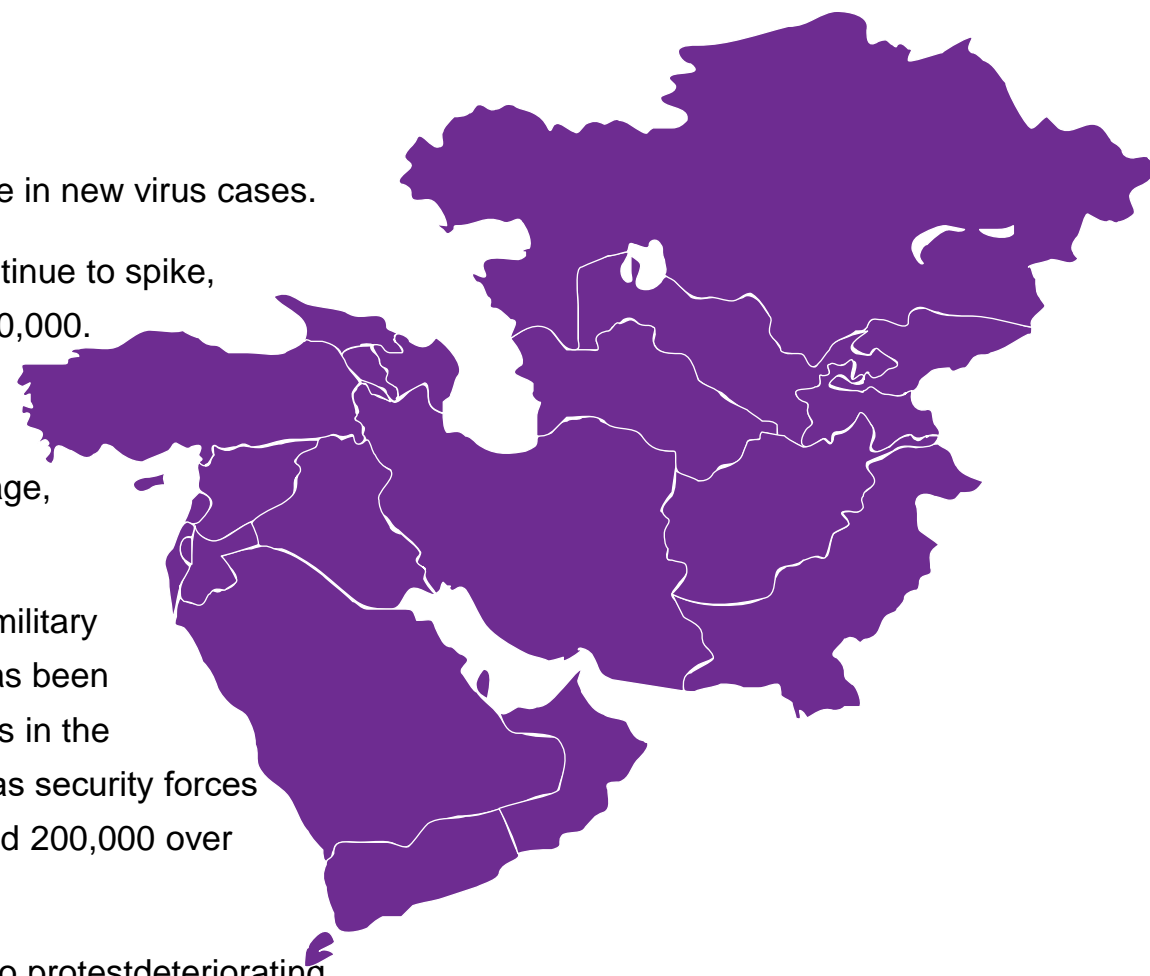 e in new virus cases.
tinue to spike,
0,000.
age,
military
as been
s in the
as security forces
d 200,000 over
o protestdeteriorating